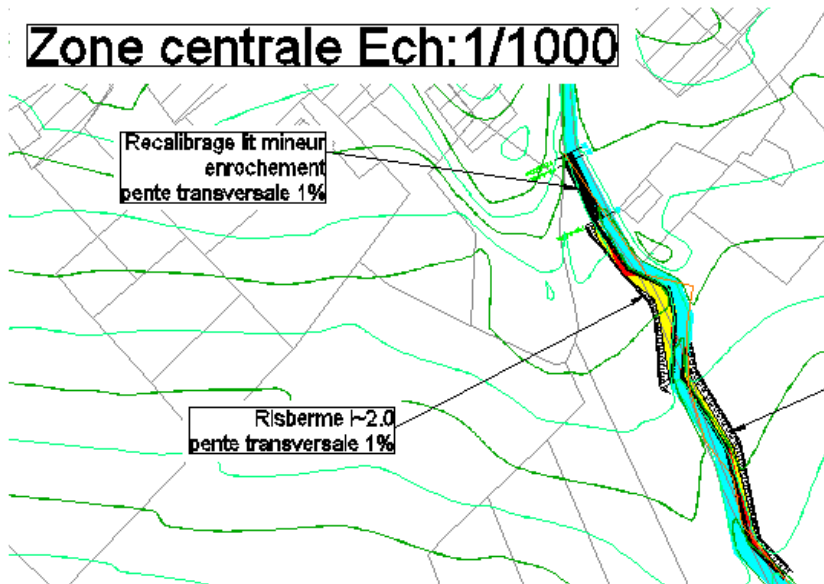 Zone centrale Ech:1/1000
Recalibrage lit mineur
enrochement
pente transversale 1%
Risberme l~2.0
pente transversale 1%